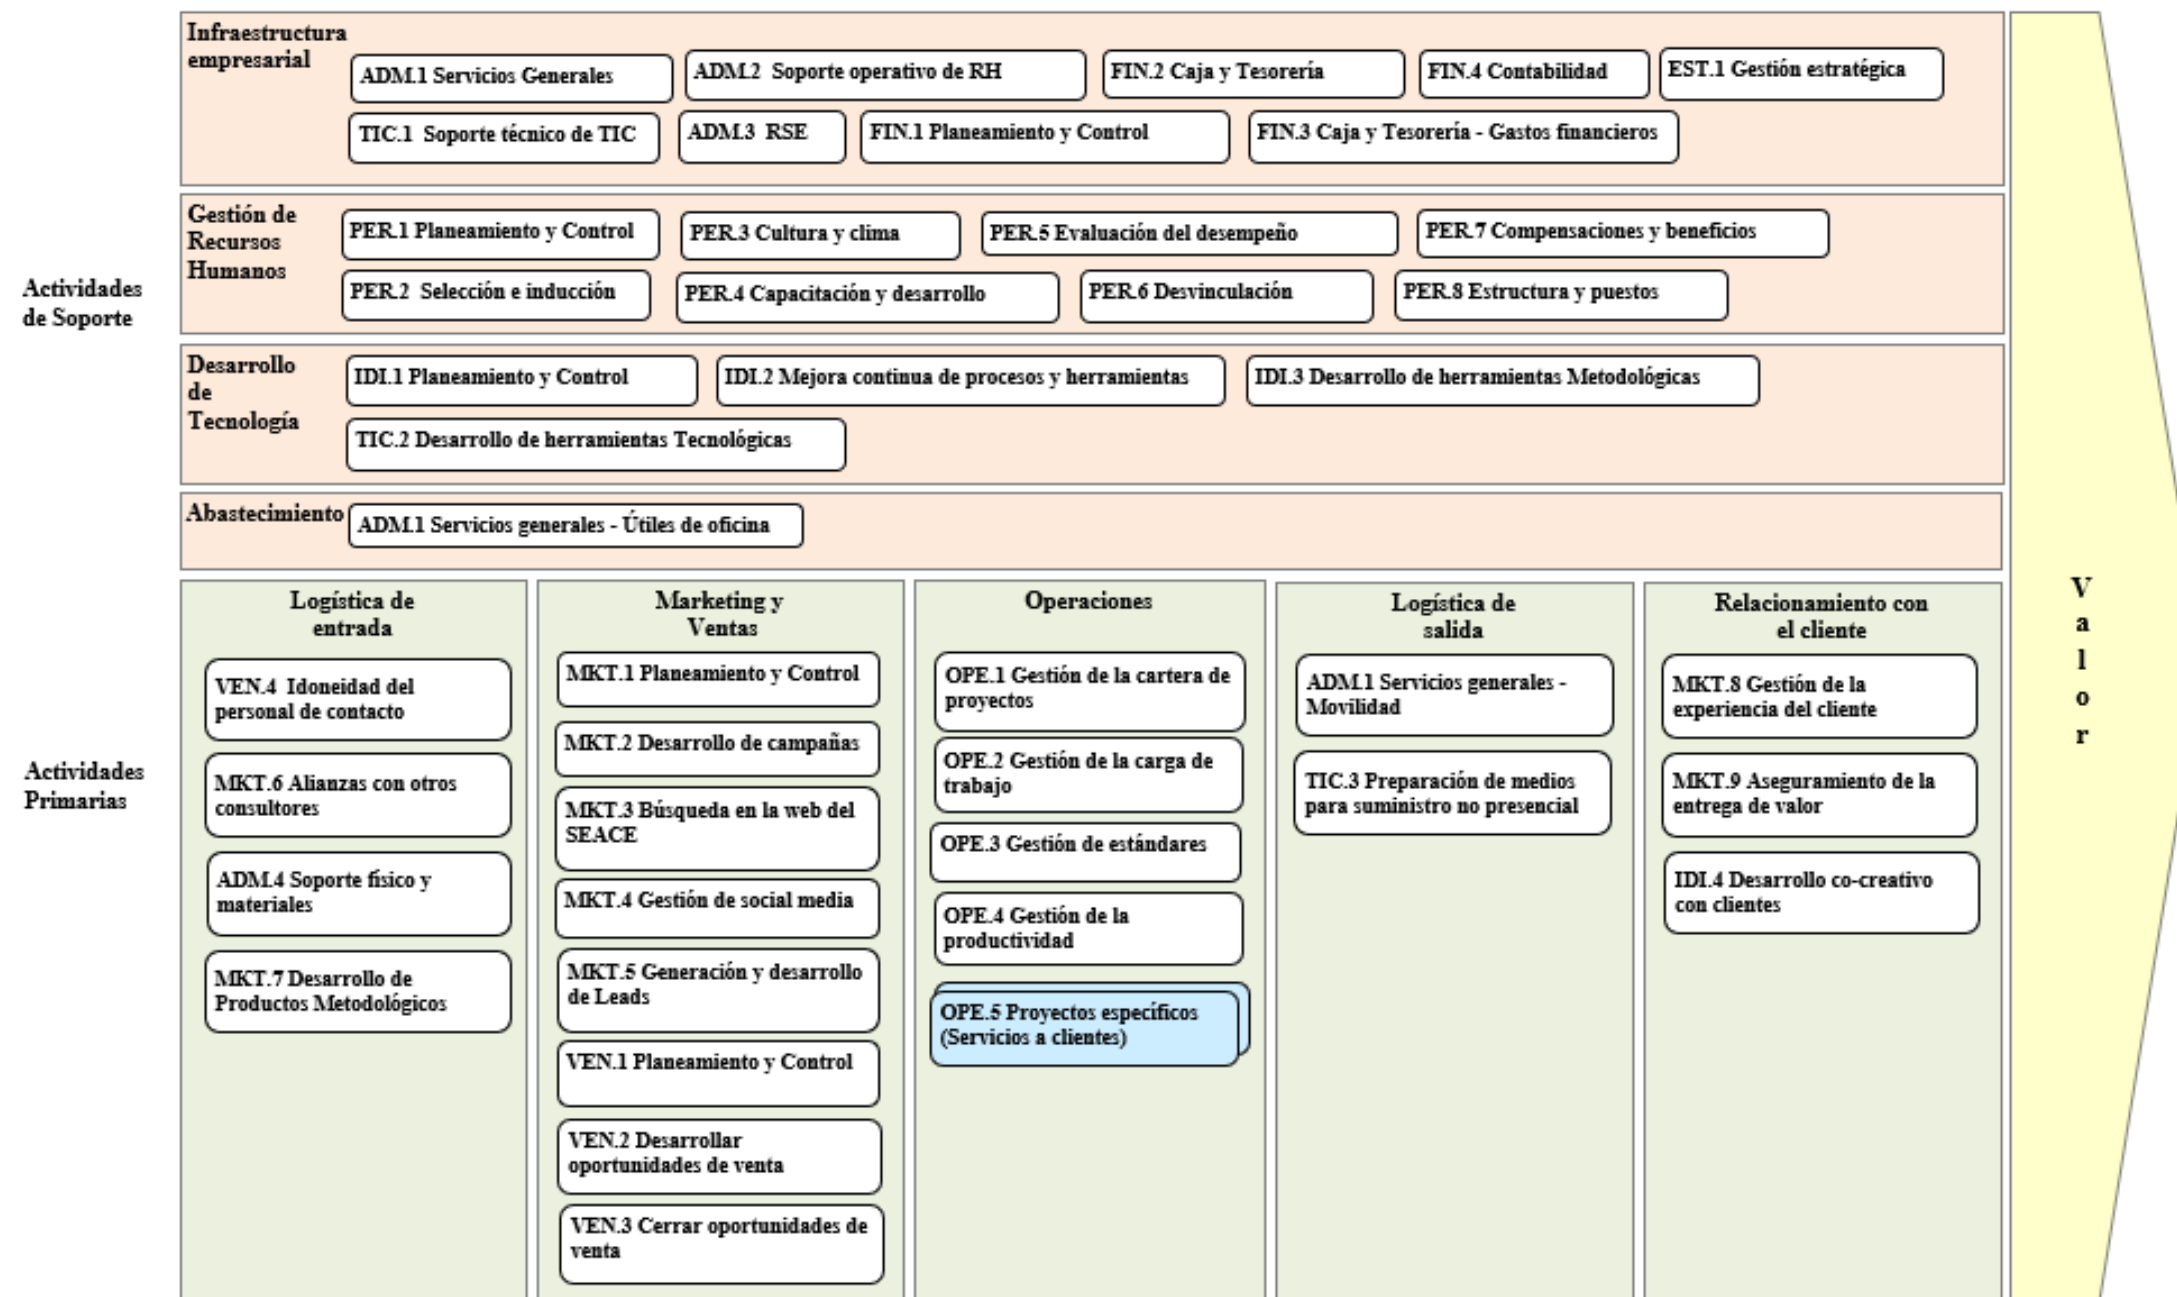 Infraestructura
empresarial
ADM.1 Servicios Generales
ADM.2 Soporte operativo de RH
FIN.2 Caja y Tesorería
FIN.4 Contabilidad
EST.1 Gestión estratégica
TIC.1 Soporte técnico de TIC
ADM.3 RSE
FIN.1 Planeamiento y Control
FIN.3 Caja y Tesorería - Gastos financieros
Actividades
de Soporte
Gestión de
Recursos
Humanos
PER.1 Planeamiento y Control
PER.3 Cultura y clima
PER.5 Evaluación del desempeño
PER.7 Compensaciones y beneficios
PER.2 Selección e inducción
PER.4 Capacitación y desarrollo
PER.6 Desvinculación
PER.8 Estructura y puestos
Desarrollo
de
Tecnología
IDI.1 Planeamiento y Control
IDI.2 Mejora continua de procesos y herramientas
IDI.3 Desarrollo de herramientas Metodológicas
TIC.2 Desarrollo de herramientas Tecnológicas
Abastecimiento
ADM.1 Servicios generales - Útiles de oficina
Actividades
Primarias
Logística de
entrada
VEN.4 Idoneidad del
personal de contacto
MKT.6 Alianzas con otros
consultores
ADM.4 Soporte físico y
materiales
MKT.7 Desarrollo de
Productos Metodológicos
Marketing y
Ventas
MKT.1 Planeamiento y Control
MKT.2 Desarrollo de campañas
MKT.3 Búsqueda en la web del
SEACE
MKT.4 Gestión de social media
MKT.5 Generación y desarrollo
de Leads
VEN.1 Planeamiento y Control
VEN.2 Desarrollar
oportunidades de venta
VEN.3 Cerrar oportunidades de
venta
Operaciones
OPE.1 Gestión de la cartera de
proyectos
OPE.2 Gestión de la carga de
trabajo
OPE.3 Gestión de estándares
OPE.4 Gestión de la
productividad
OPE.5 Proyectos específicos
(Servicios a clientes)
Logística de
salida
ADM.1 Servicios generales -
Movilidad
TIC.3 Preparación de medios
para suministro no presencial
Relacionamiento con
el cliente
MKT.8 Gestión de la
experiencia del cliente
MKT.9 Aseguramiento de la
entrega de valor
IDI.4 Desarrollo co-creativo
con clientes
V
a
l
o
r